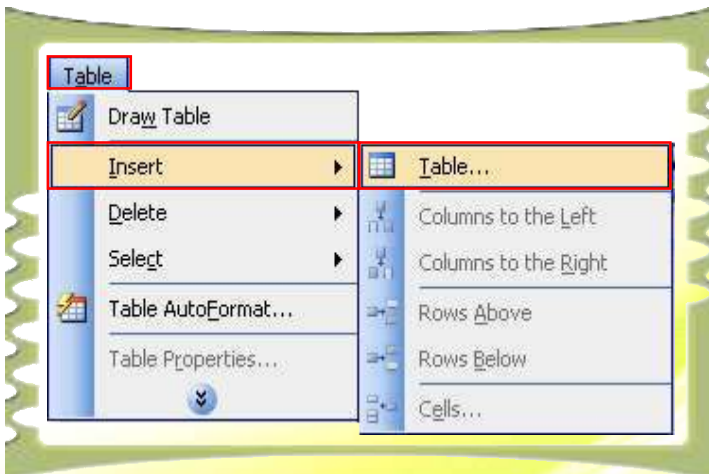 Table
Draw Table
Insert
Table...
Delete
Columns to the Left
Select
Columns to the Right
Table AutoFormat...
Rows Above
Table Properties...
Rows Below
Cells...